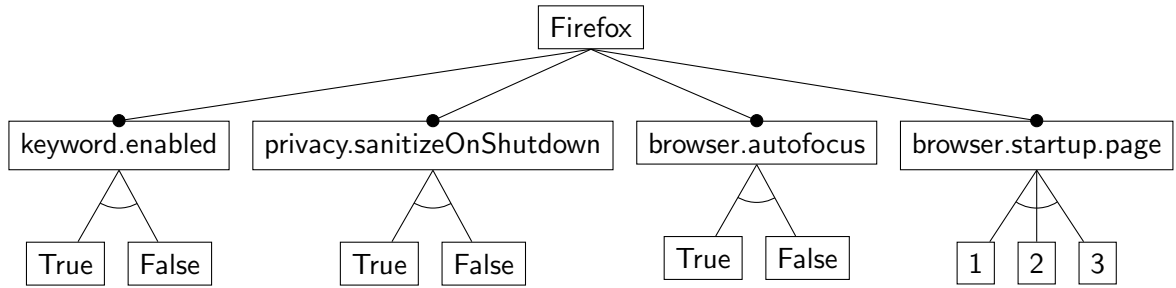 Firefox
keyword.enabled
privacy.sanitizeOnShutdown
browser.autofocus
browser.startup.page
True
False
True
False
True
False
1
2
3